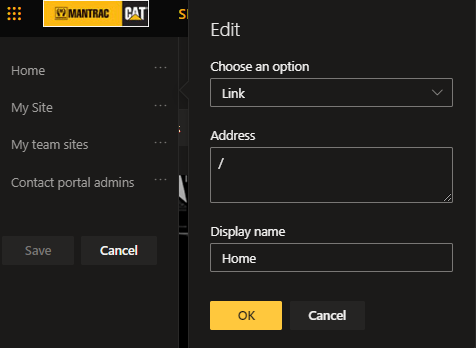 MANTRAC CAT
Home
My Site
My team sites
Contact portal admins
Save Cancel
Edit
Choose an option
Link
Address
/
Display name
Home
OK Cancel